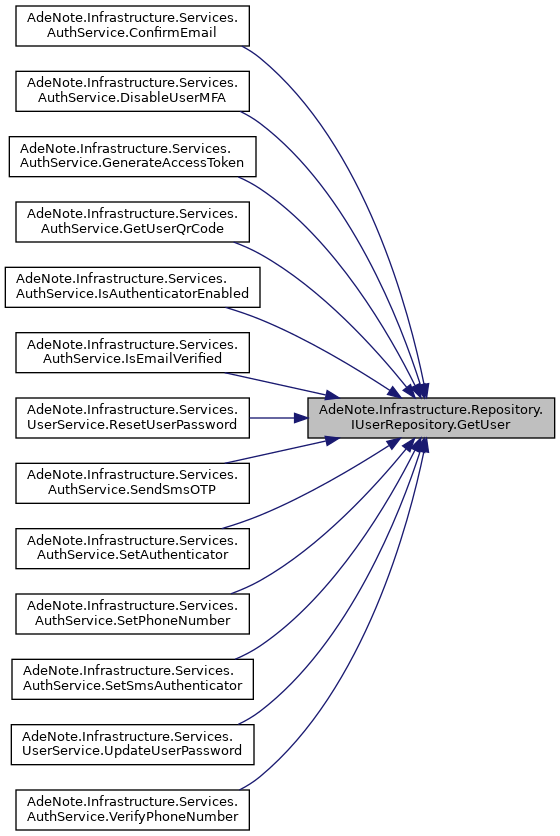 AdeNote.Infrastructure.Services.
AuthService.ConfirmEmail
AdeNote.Infrastructure.Services.
AuthService.DisableUserMFA
AdeNote.Infrastructure.Services.
AuthService.GenerateAccessToken
AdeNote.Infrastructure.Services.
AuthService.GetUserQrCode
AdeNote.Infrastructure.Services.
AuthService.IsAuthenticatorEnabled
AdeNote.Infrastructure.Services.
AuthService.IsEmailVerified
AdeNote.Infrastructure.Services.
UserService.ResetUserPassword
AdeNote.Infrastructure.Repository.
IUserRepository.GetUser
AdeNote.Infrastructure.Services.
AuthService.SendSmsOTP
AdeNote.Infrastructure.Services.
AuthService.SetAuthenticator
AdeNote.Infrastructure.Services.
AuthService.SetPhoneNumber
AdeNote.Infrastructure.Services.
AuthService.SetSmsAuthenticator
AdeNote.Infrastructure.Services.
UserService.UpdateUserPassword
AdeNote.Infrastructure.Services.
AuthService.VerifyPhoneNumber